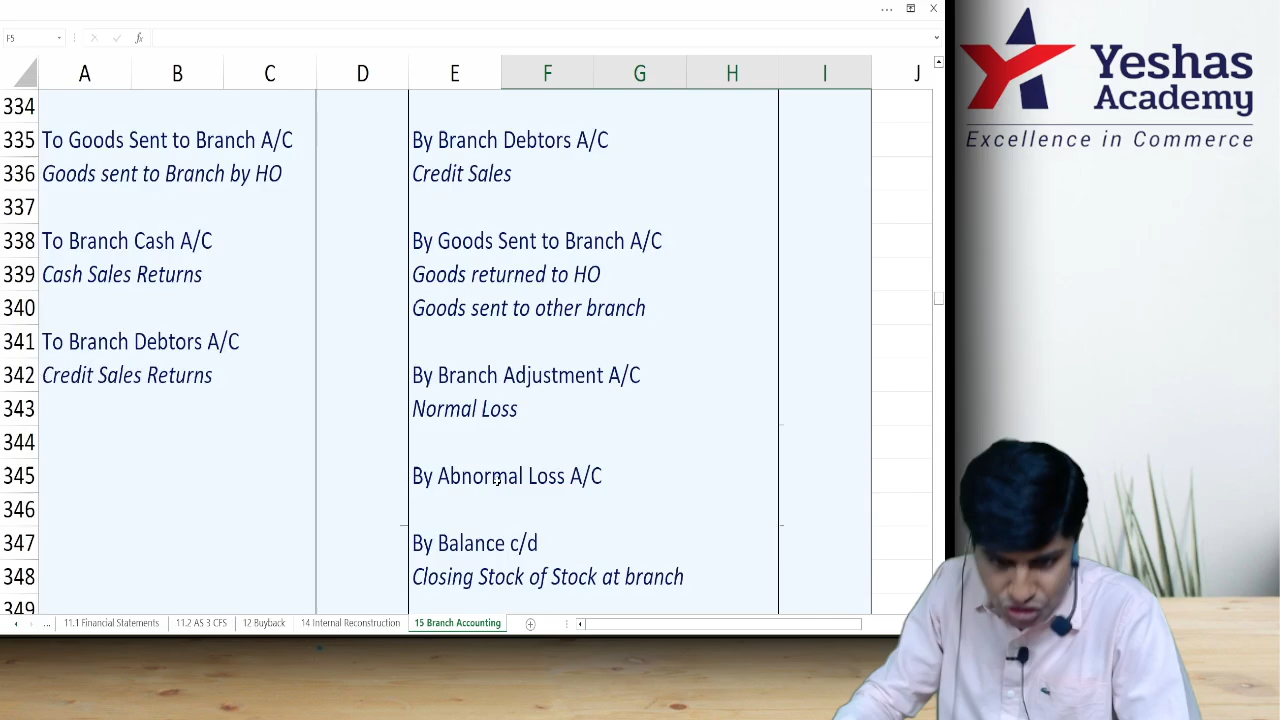 F5
fx
A B C D E F G H I J
334
335 To Goods Sent to Branch A/C By Branch Debtors A/C
336 Goods sent to Branch by HO Credit Sales
337
338 To Branch Cash A/C By Goods Sent to Branch A/C
339 Cash Sales Returns Goods returned to HO
340 Goods sent to other branch
341 To Branch Debtors A/C
342 Credit Sales Returns By Branch Adjustment A/C
343 Normal Loss
344
345 By Abnormal Loss A/C
346
347 By Balance c/d
348 Closing Stock of Stock at branch
349
... 11.1 Financial Statements 11.2 AS 3 CFS 12 Buyback 14 Internal Reconstruction 15 Branch Accounting
Yeshas
Academy
Excellence in Commerce